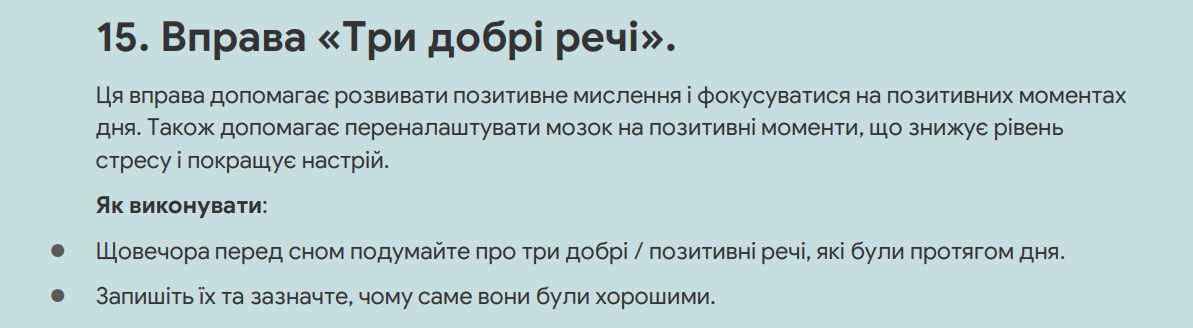 15. Вправа «Три добрі речі».
Ця вправа допомагає розвивати позитивне мислення і фокусуватися на позитивних моментах
дня. Також допомагає переналаштувати мозок на позитивні моменти, що знижує рівень
стресу і покращує настрій.
Як виконувати:
● Щовечора перед сном подумайте про три добрі / позитивні речі, які були протягом дня.
● Запишіть їх та зазначте, чому саме вони були хорошими.